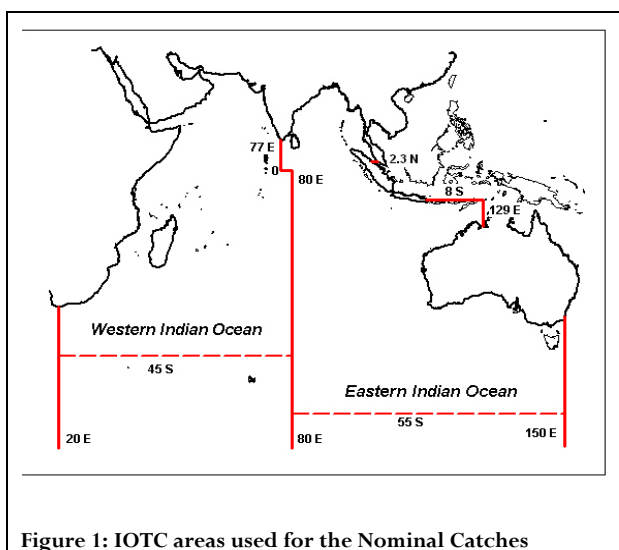 77 E
2.3 N
0
80 E
8 S
129 E
Western Indian Ocean
45 S
Eastern Indian Ocean
55 S
20 E
80 E
150 E
Figure 1: IOTC areas used for the Nominal Catches